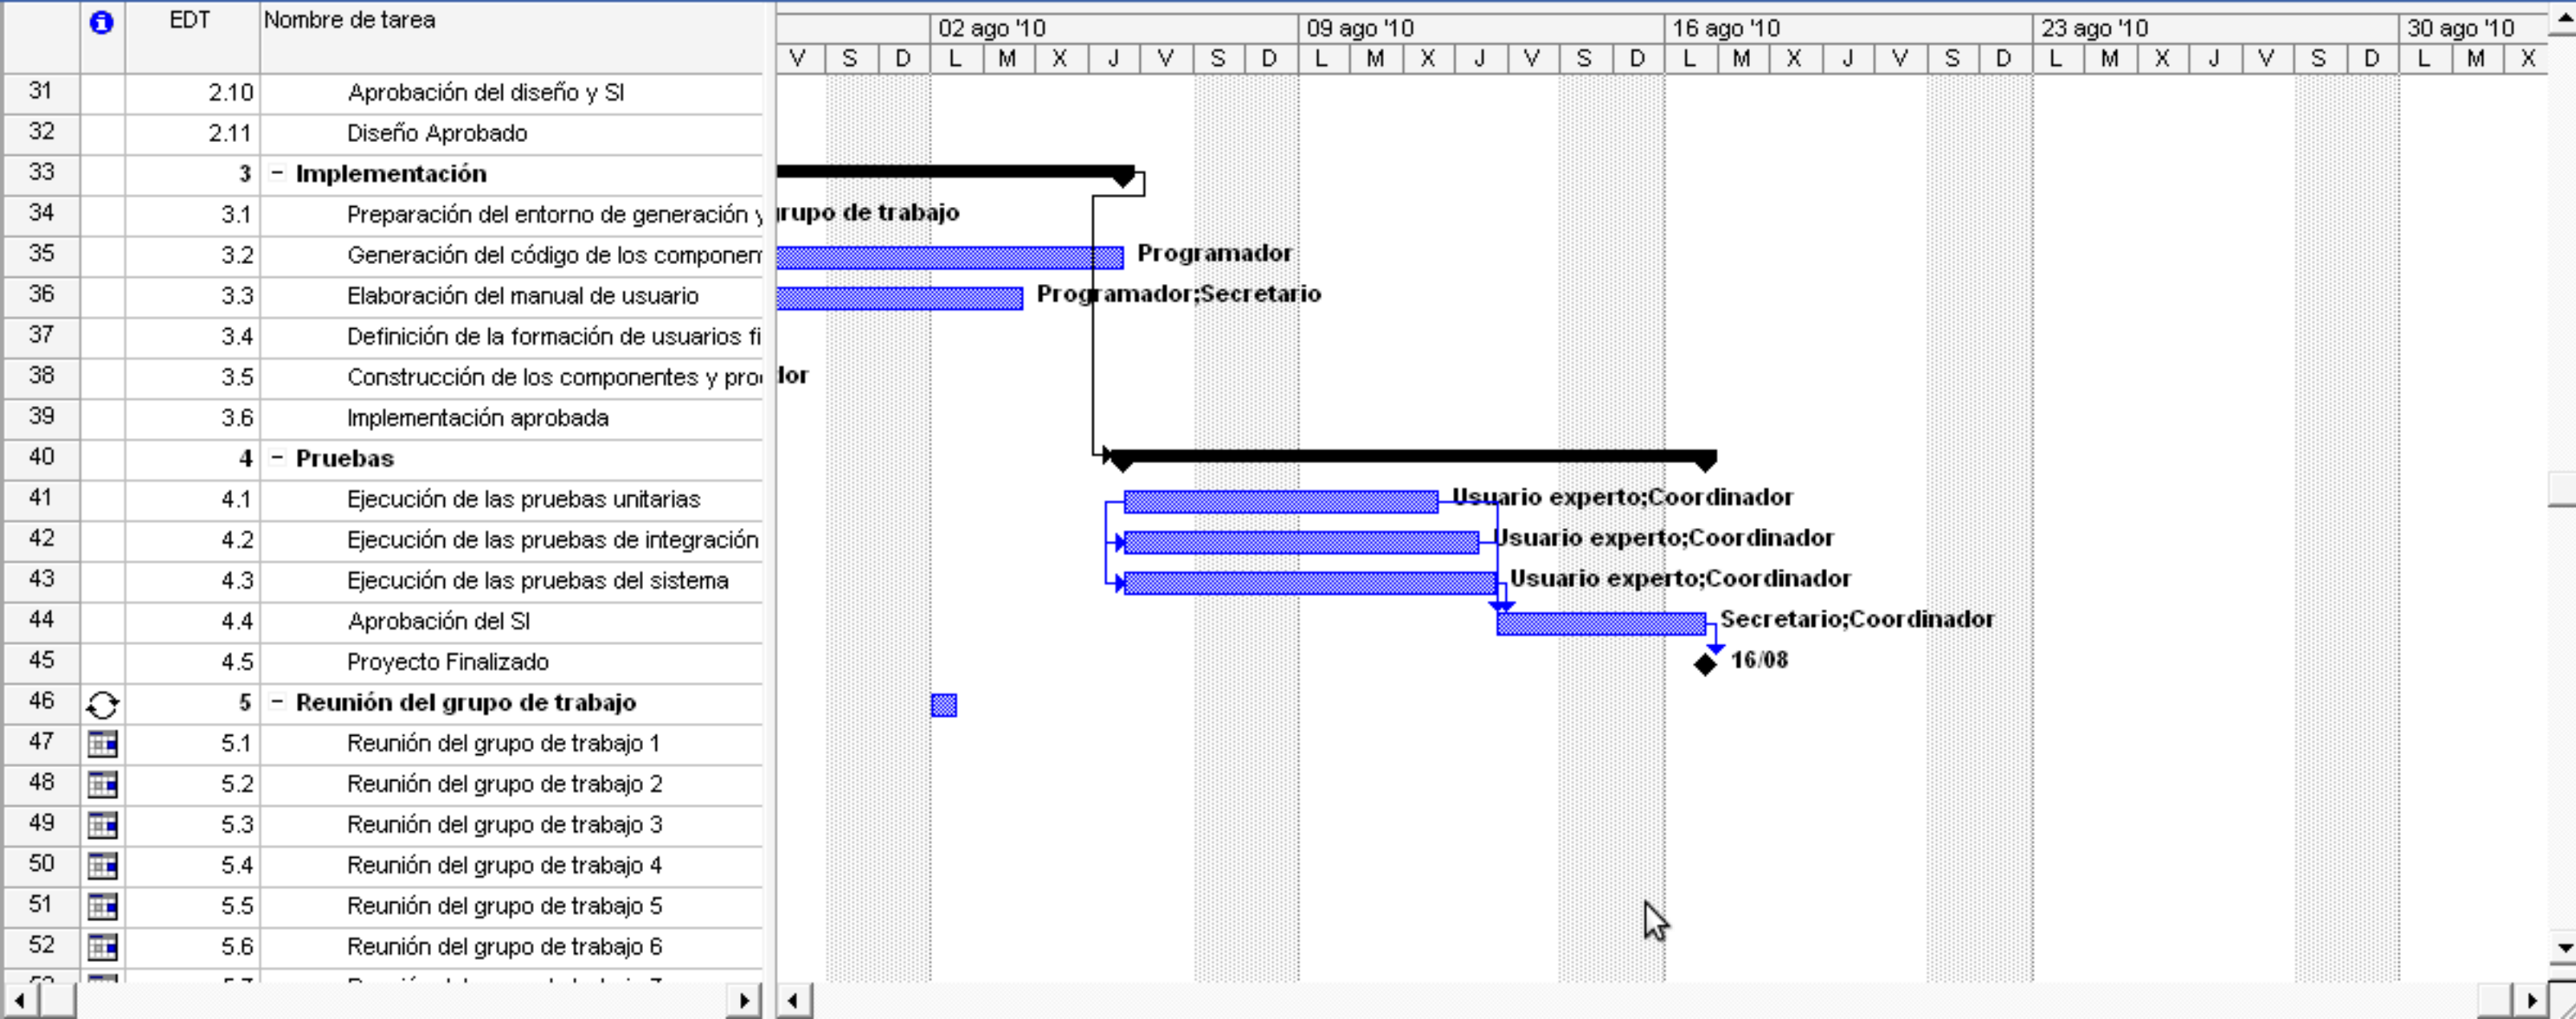 EDT Nombre de tarea 02 ago '10 09 ago '10 16 ago '10 23 ago '10 30 ago '10
V S D L M X J V S D L M X J V S D L M X J V S D L M X J V S D L M X
31 2.10 Aprobación del diseño y SI
32 2.11 Diseño Aprobado
33 3 Implementación
34 3.1 Preparación del entorno de generación y grupo de trabajo
35 3.2 Generación del código de los componen Programador
36 3.3 Elaboración del manual de usuario Programador;Secretario
37 3.4 Definición de la formación de usuarios fi
38 3.5 Construcción de los componentes y pro dor
39 3.6 Implementación aprobada
40 4 Pruebas
41 4.1 Ejecución de las pruebas unitarias Usuario experto;Coordinador
42 4.2 Ejecución de las pruebas de integración Usuario experto;Coordinador
43 4.3 Ejecución de las pruebas del sistema Usuario experto;Coordinador
44 4.4 Aprobación del SI Secretario;Coordinador
45 4.5 Proyecto Finalizado 16/08
46 5 Reunión del grupo de trabajo
47 5.1 Reunión del grupo de trabajo 1
48 5.2 Reunión del grupo de trabajo 2
49 5.3 Reunión del grupo de trabajo 3
50 5.4 Reunión del grupo de trabajo 4
51 5.5 Reunión del grupo de trabajo 5
52 5.6 Reunión del grupo de trabajo 6